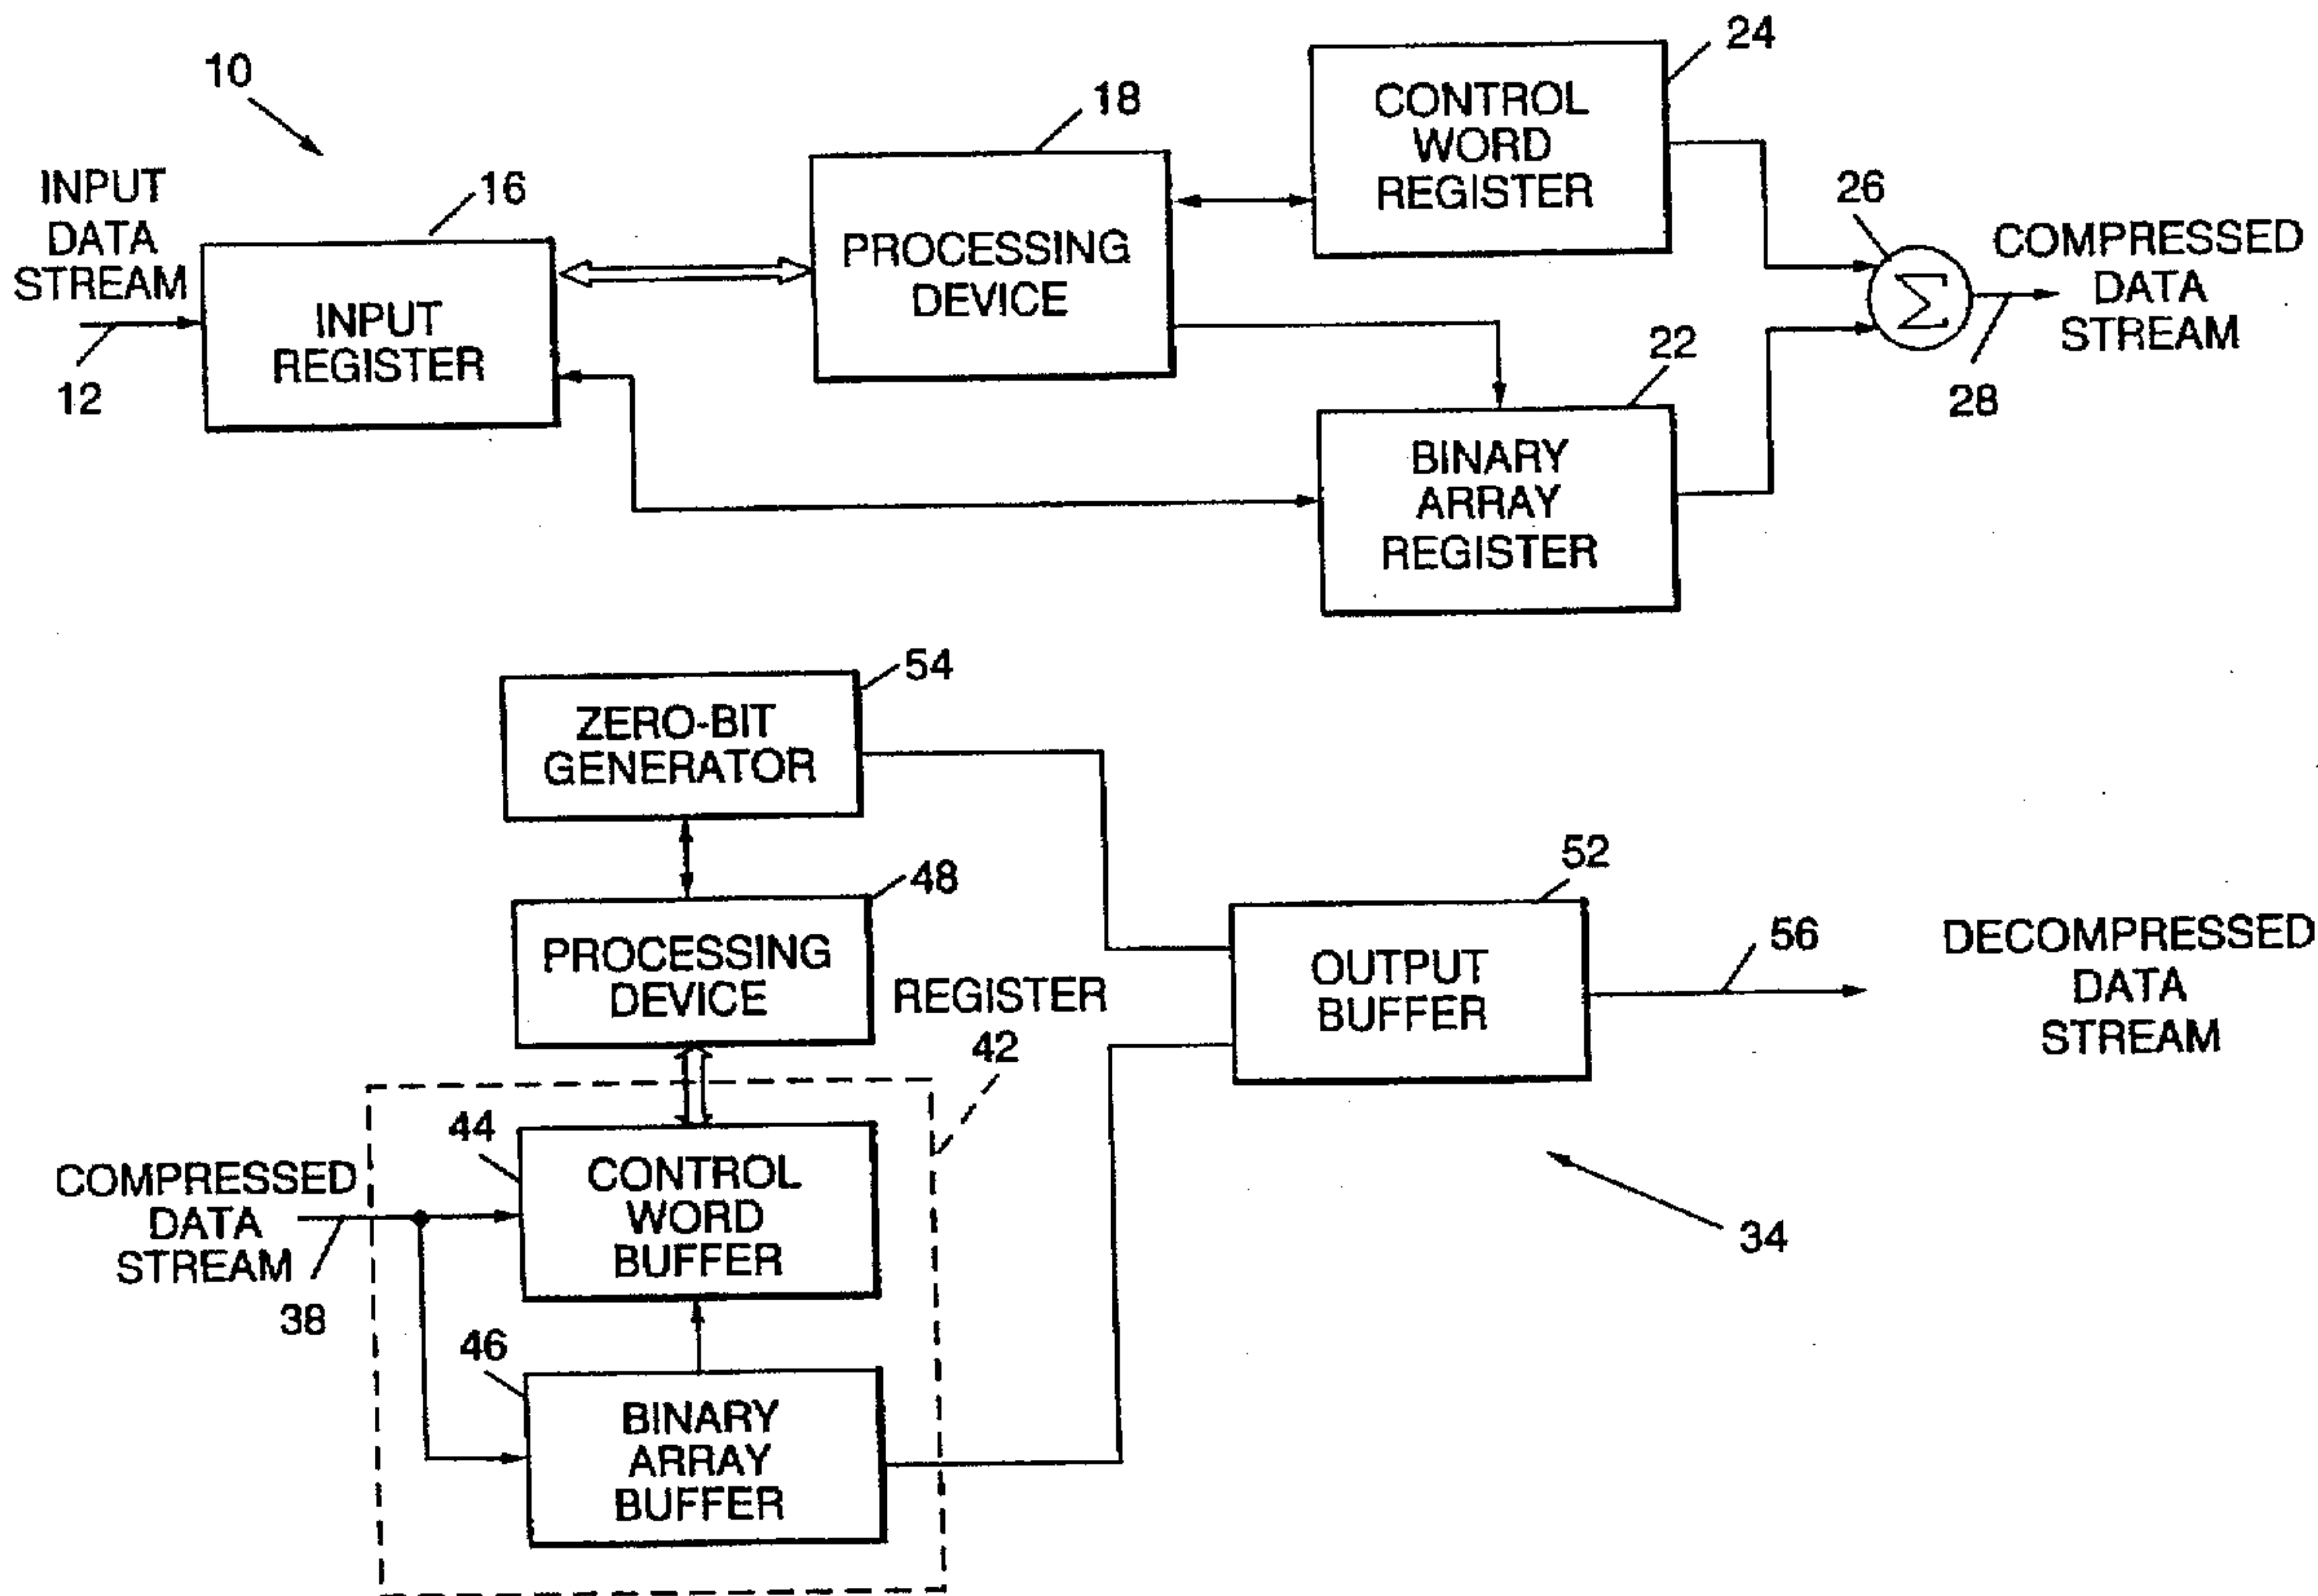 10
INPUT
DATA
STREAM
12
16
INPUT
REGISTER
18
PROCESSING
DEVICE
24
CONTROL
WORD
REGISTER
22
BINARY
ARRAY
REGISTER
26
Σ
28
COMPRESSED
DATA
STREAM
54
ZERO-BIT
GENERATOR
48
PROCESSING
DEVICE
REGISTER
42
44
CONTROL
WORD
BUFFER
COMPRESSED
DATA
STREAM
38
46
BINARY
ARRAY
BUFFER
52
OUTPUT
BUFFER
56
DECOMPRESSED
DATA
STREAM
34